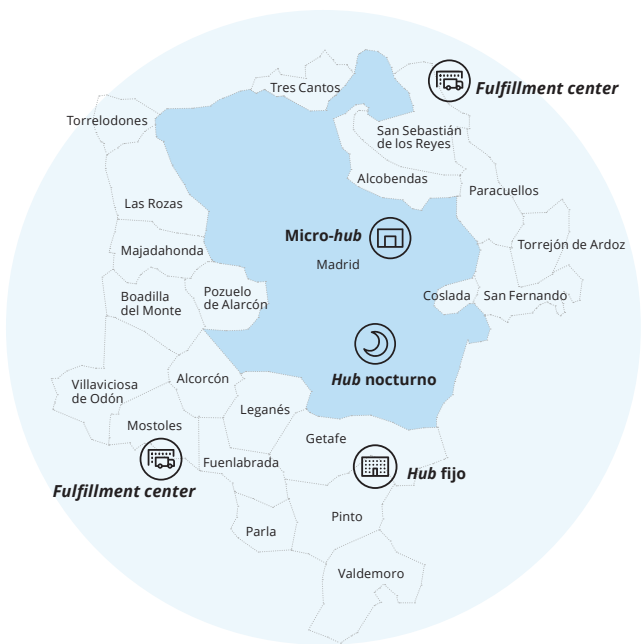 Tres Cantos
Fulfillment center
Torrelodones
San Sebastián
de los Reyes
Alcobendas
Paracuellos
Las Rozas
Micro-hub
Torrejón de Ardoz
Majadahonda
Madrid
Boadilla
del Monte
Pozuelo
de Alarcón
Coslada
San Fernando
Hub nocturno
Villaviciosa
de Odón
Alcorcón
Leganés
Mostoles
Getafe
Fuenlabrada
Hub fijo
Fulfillment center
Pinto
Parla
Valdemoro